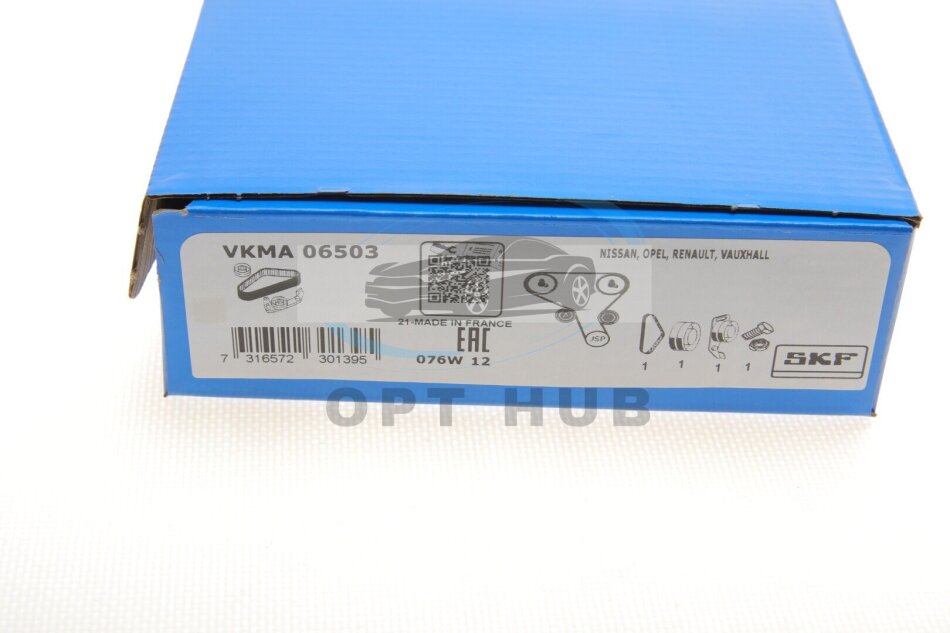 VKMA 06503
NISSAN, OPEL, RENAULT, VAUXHALL
21-MADE IN FRANCE
EAC
076W 12
7 316572 301395
JSP
1 1 1 1
SKF
OPT HUB